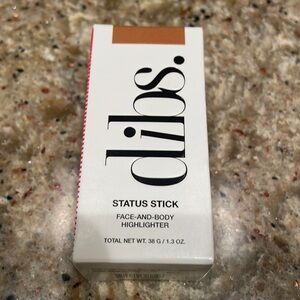 dibs.
STATUS STICK
FACE-AND-BODY
HIGHLIGHTER
TOTAL NET WT. 38 G / 1.3 OZ.